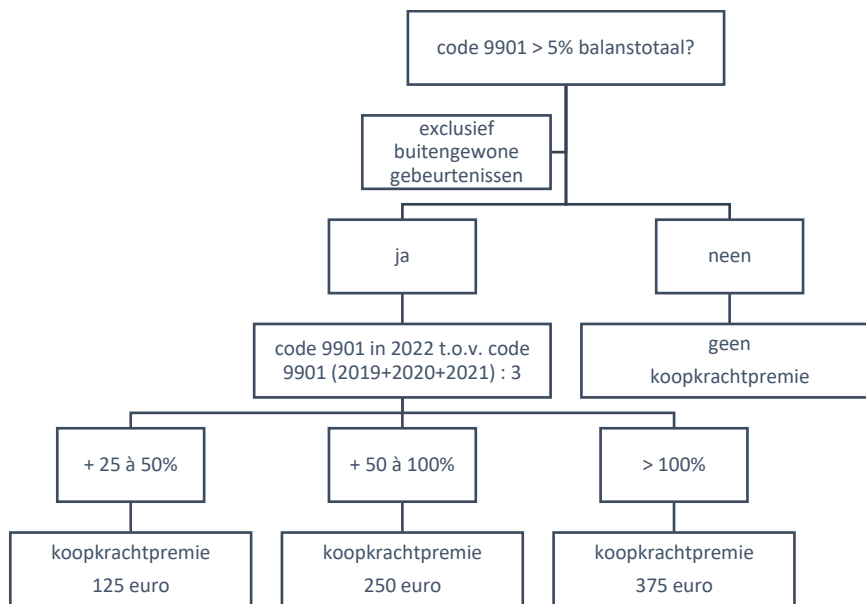 code 9901 > 5% balanstotaal?
exclusief
buitengewone
gebeurtenissen
ja
neen
code 9901 in 2022 t.o.v. code
9901 (2019+2020+2021) : 3
geen
koopkrachtpremie
+ 25 à 50%
+ 50 à 100%
> 100%
koopkrachtpremie
125 euro
koopkrachtpremie
250 euro
koopkrachtpremie
375 euro